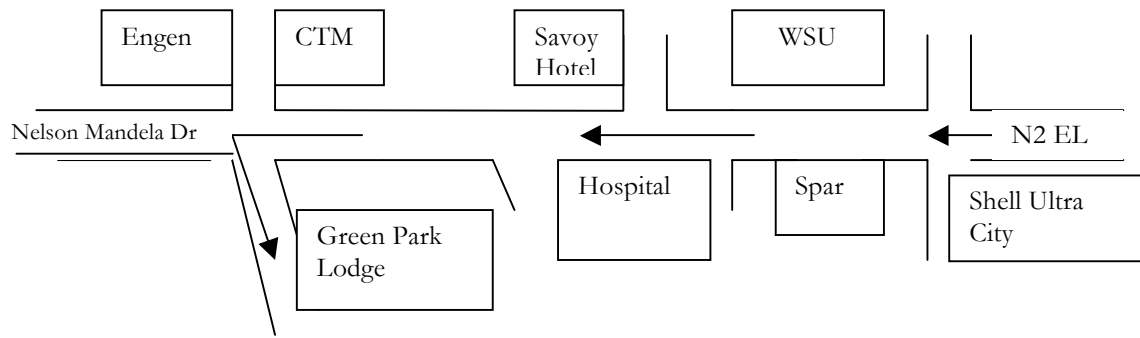 Engen
CTM
Savoy
Hotel
WSU
Nelson Mandela Dr
N2 EL
Hospital
Spar
Shell Ultra
City
Green Park
Lodge